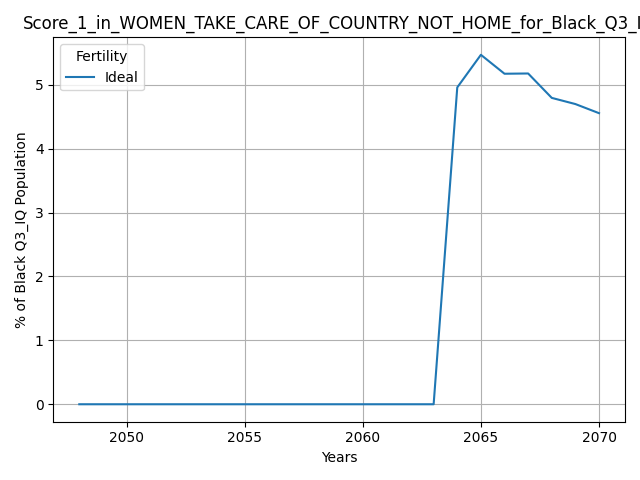 Score_1_in_WOMEN_TAKE_CARE_OF_COUNTRY_NOT_HOME_for_Black_Q3_I
Fertility
Ideal
% of Black Q3_IQ Population
5
4
3
2
1
0
2050 2055 2060 2065 2070
Years